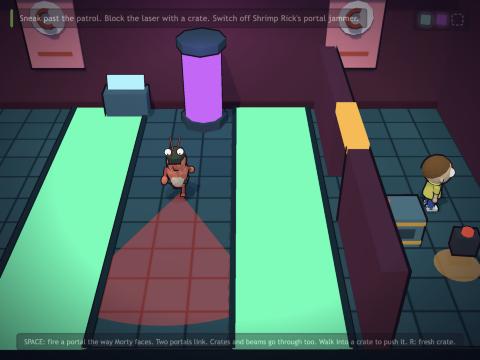 Sneak past the patrol. Block the laser with a crate. Switch off Shrimp Rick's portal jammer.
SPACE: fire a portal the way Morty faces. Two portals link. Crates and beams go through too. Walk into a crate to push it. R: fresh crate.